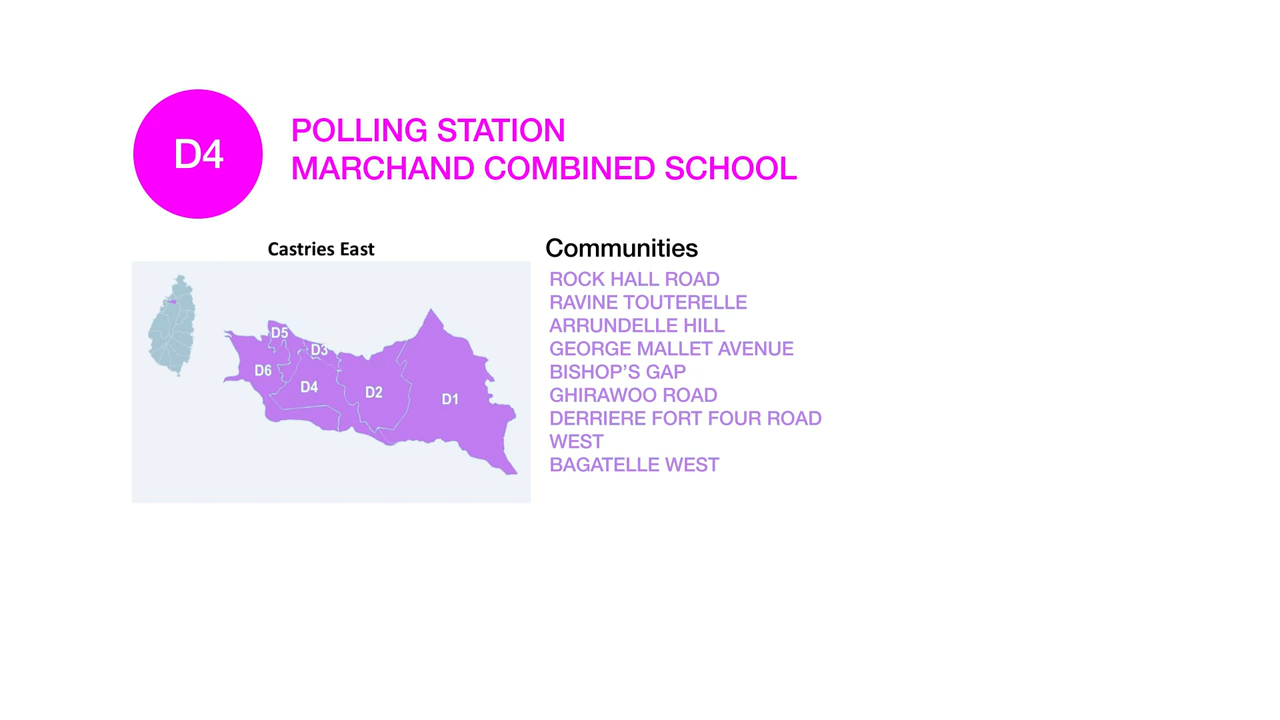 D4
POLLING STATION
MARCHAND COMBINED SCHOOL
Castries East
D5
D3
D6
D4
D2
D1
Communities
ROCK HALL ROAD
RAVINE TOUTERELLE
ARRUNDELLE HILL
GEORGE MALLET AVENUE
BISHOP’S GAP
GHIRAWOO ROAD
DERRIERE FORT FOUR ROAD
WEST
BAGATELLE WEST